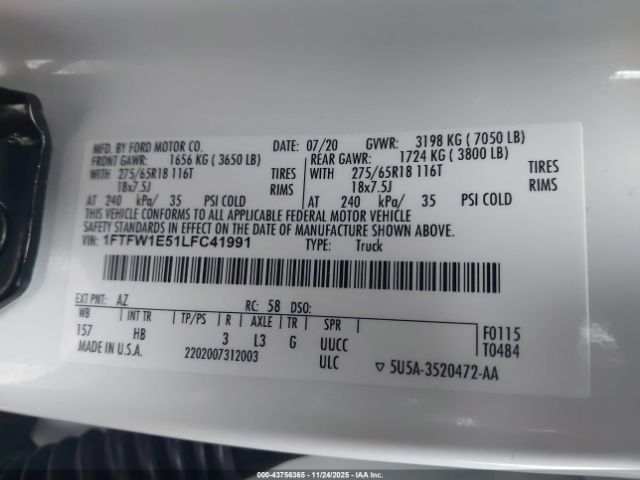 MFD. BY FORD MOTOR CO. DATE: 07/20 GVWR: 3198 KG ( 7050 LB)
FRONT GAWR: 1656 KG ( 3650 LB) REAR GAWR: 1724 KG ( 3800 LB)
WITH 275/65R18 116T TIRES WITH 275/65R18 116T TIRES
18x7.5J RIMS 18x7.5J RIMS
AT 240 kPa/ 35 PSI COLD AT 240 kPa/ 35 PSI COLD
THIS VEHICLE CONFORMS TO ALL APPLICABLE FEDERAL MOTOR VEHICLE
SAFETY STANDARDS IN EFFECT ON THE DATE OF MANUFACTURE SHOWN ABOVE.
VIN: 1FTFW1E51LFC41991 TYPE: Truck
EXT PNT: AZ RC: 58 DSO:
WB INT TR TP/PS R AXLE TR SPR F0115
157 HB 3 L3 G UUCC T0484
MADE IN U.S.A. 2202007312003 ULC ▽ 5U5A-3520472-AA
000-43756365 - 11/24/2025 - IAAI.CA